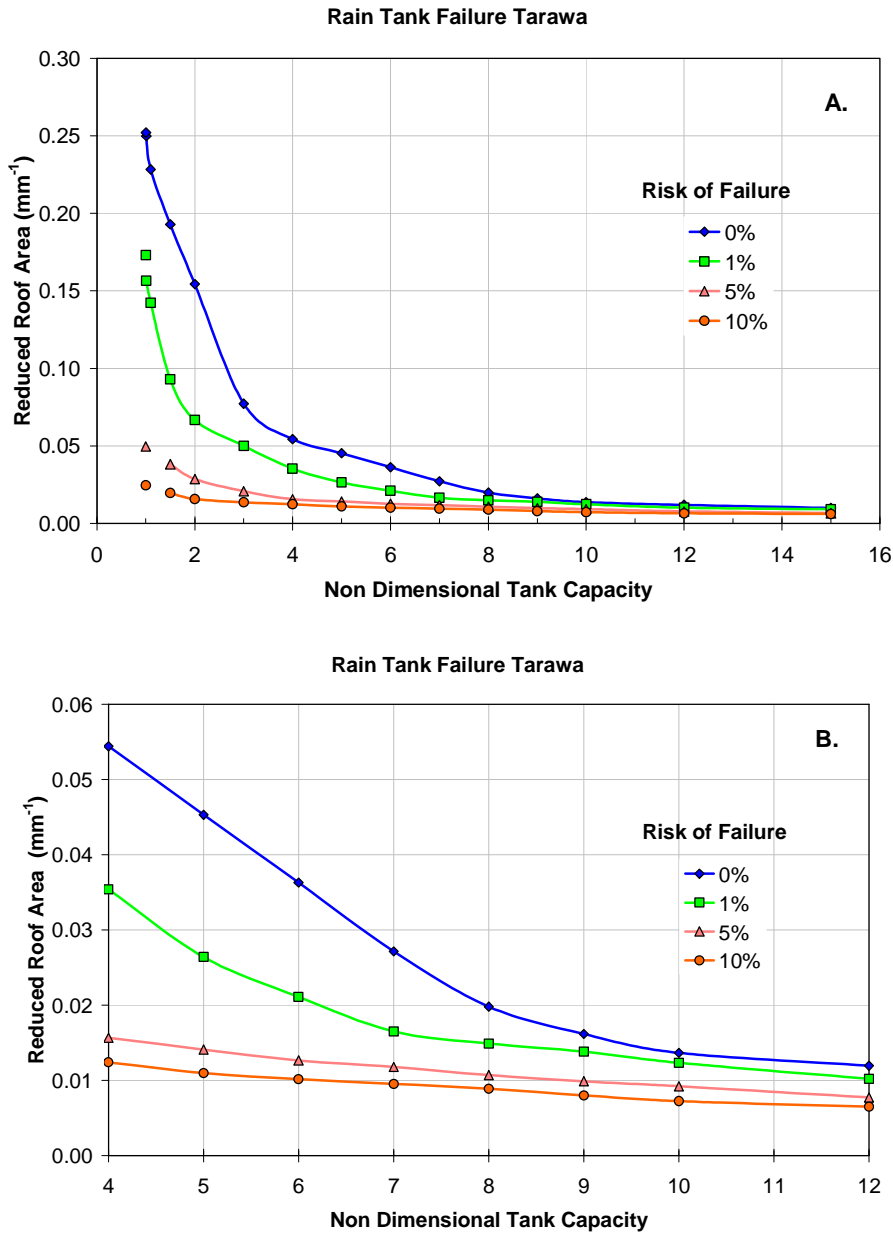 Rain Tank Failure Tarawa
0.30
0.25
0.20
0.15
0.10
0.05
0.00
Reduced Roof Area (mm-1)
A.
Risk of Failure
0%
1%
5%
10%
0 2 4 6 8 10 12 14 16
Non Dimensional Tank Capacity
Rain Tank Failure Tarawa
0.06
0.05
0.04
0.03
0.02
0.01
0.00
Reduced Roof Area (mm-1)
B.
Risk of Failure
0%
1%
5%
10%
4 5 6 7 8 9 10 11 12
Non Dimensional Tank Capacity